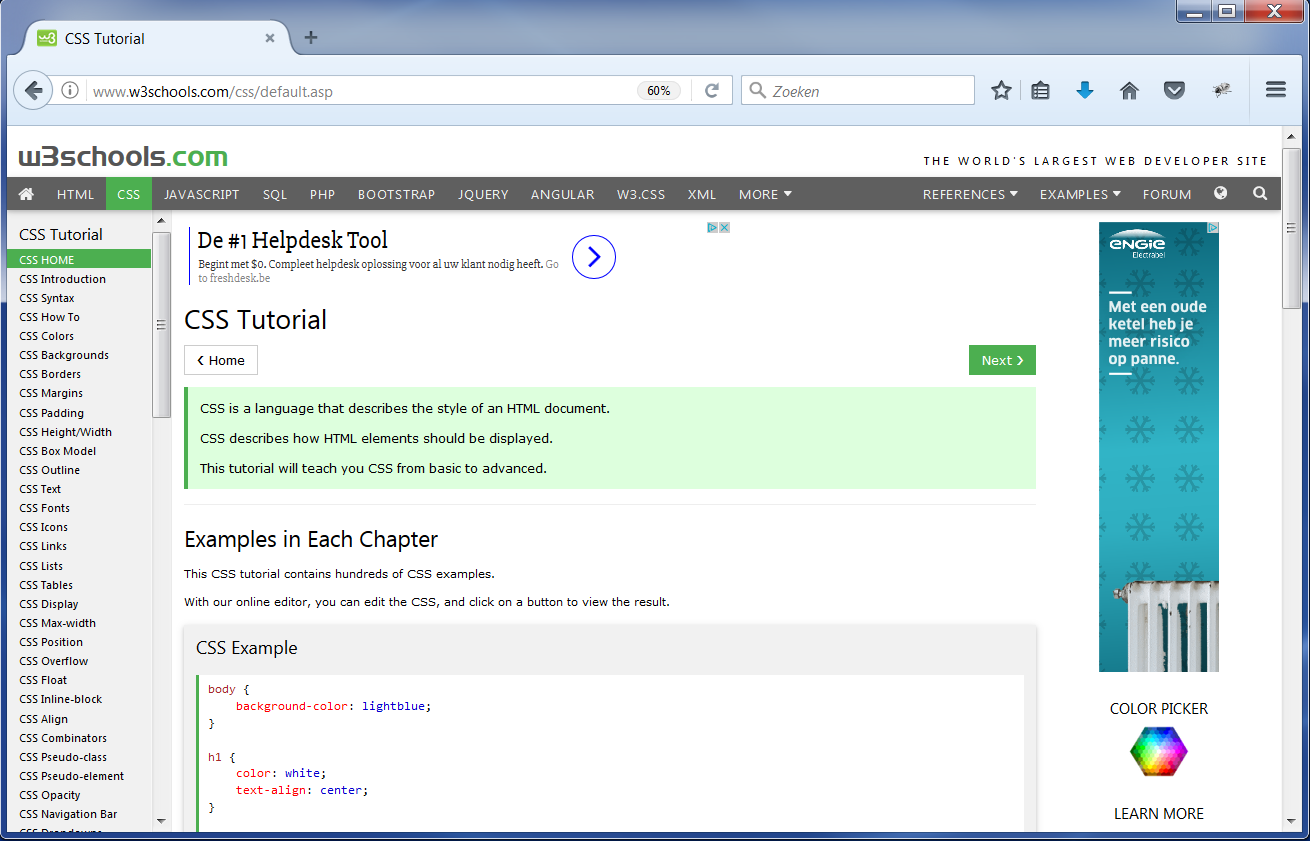 CSS Tutorial
www.w3schools.com/css/default.asp
60%
Zoeken
w3schools.com
THE WORLD'S LARGEST WEB DEVELOPER SITE
HTML CSS JAVASCRIPT SQL PHP BOOTSTRAP JQUERY ANGULAR W3.CSS XML MORE REFERENCES EXAMPLES FORUM
CSS Tutorial
CSS HOME
CSS Introduction
CSS Syntax
CSS How To
CSS Colors
CSS Backgrounds
CSS Borders
CSS Margins
CSS Padding
CSS Height/Width
CSS Box Model
CSS Outline
CSS Text
CSS Fonts
CSS Icons
CSS Links
CSS Lists
CSS Tables
CSS Display
CSS Max-width
CSS Position
CSS Overflow
CSS Float
CSS Inline-block
CSS Align
CSS Combinators
CSS Pseudo-class
CSS Pseudo-element
CSS Opacity
CSS Navigation Bar
De #1 Helpdesk Tool
Begint met $0. Compleet helpdesk oplossing voor al uw klant nodig heeft. Go
to freshdesk.be
CSS Tutorial
❮ Home
Next ❯
CSS is a language that describes the style of an HTML document.
CSS describes how HTML elements should be displayed.
This tutorial will teach you CSS from basic to advanced.
Examples in Each Chapter
This CSS tutorial contains hundreds of CSS examples.
With our online editor, you can edit the CSS, and click on a button to view the result.
CSS Example
body {
background-color: lightblue;
}
h1 {
color: white;
text-align: center;
}
ENGIE
Electrabel
Met een oude
ketel heb je
meer risico
op panne.
COLOR PICKER
LEARN MORE